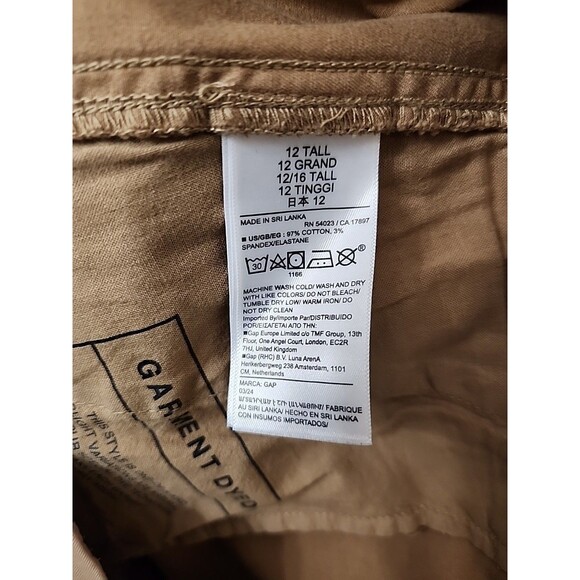 12 TALL
12 GRAND
12/16 TALL
12 TINGGI
日本 12
MADE IN SRI LANKA
RN 54023 / CA 17897
■ US/GB/EG : 97% COTTON, 3%
SPANDEX/ELASTANE
30
1166
MACHINE WASH COLD/ WASH AND DRY
WITH LIKE COLORS/ DO NOT BLEACH/
TUMBLE DRY LOW/ WARM IRON/ DO
NOT DRY CLEAN
Imported By/Importe Par/DISTRIBUIDO
POR/ΕΙΣΑΓΕΤΑΙ ΑΠΟ ΤΗΝ:
■Gap Europe Limited c/o TMF Group, 13th
Floor, One Angel Court, London, EC2R
7HJ, United Kingdom
■Gap (RHC) B.V. Luna ArenA
Herikerbergweg 238 Amsterdam, 1101
CM, Netherlands
MARCA: GAP
03/24
FABRIQUE
AU SRI LANKA/ HECHO EN SRI LANKA
CON INSUMOS IMPORTADOS/
GARMENT DYED
THIS STYLE IS